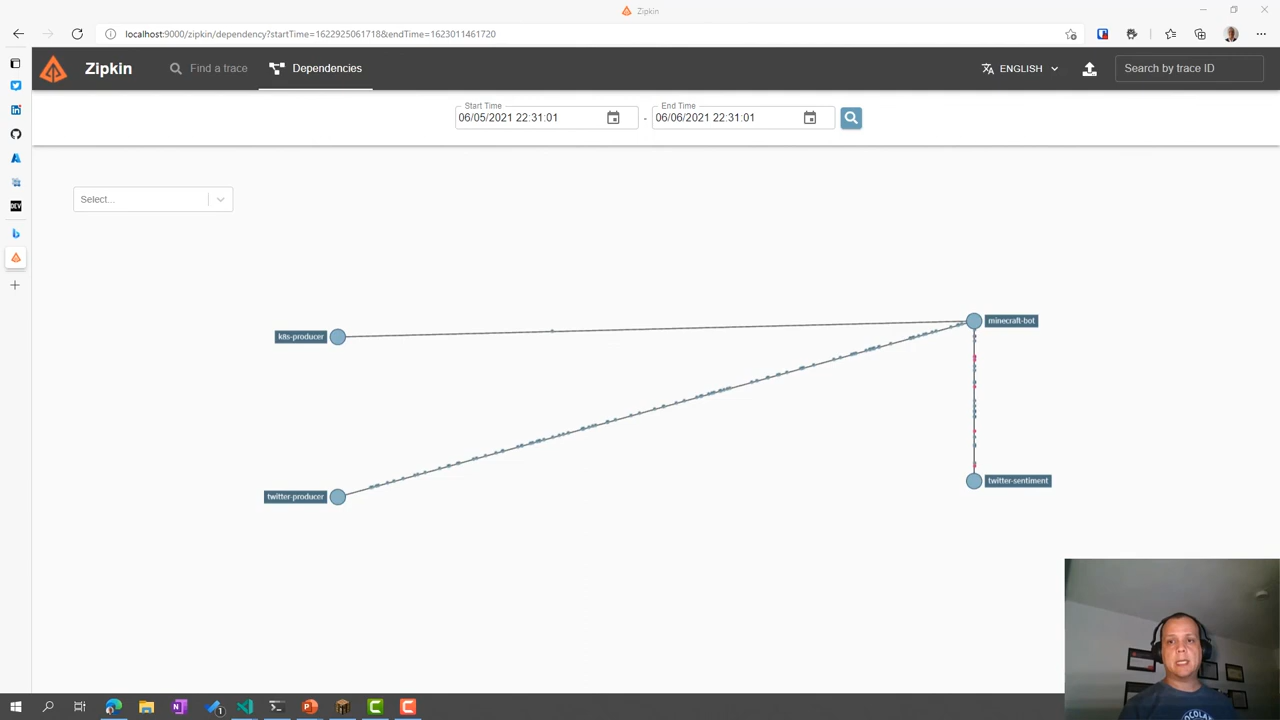 Zipkin
localhost:9000/zipkin/dependency?startTime=1622925061718&endTime=1623011461720
Zipkin
Find a trace
Dependencies
ENGLISH
Search by trace ID
Start Time
06/05/2021 22:31:01
-
End Time
06/06/2021 22:31:01
Select...
DEV
k8s-producer
minecraft-bot
twitter-producer
twitter-sentiment